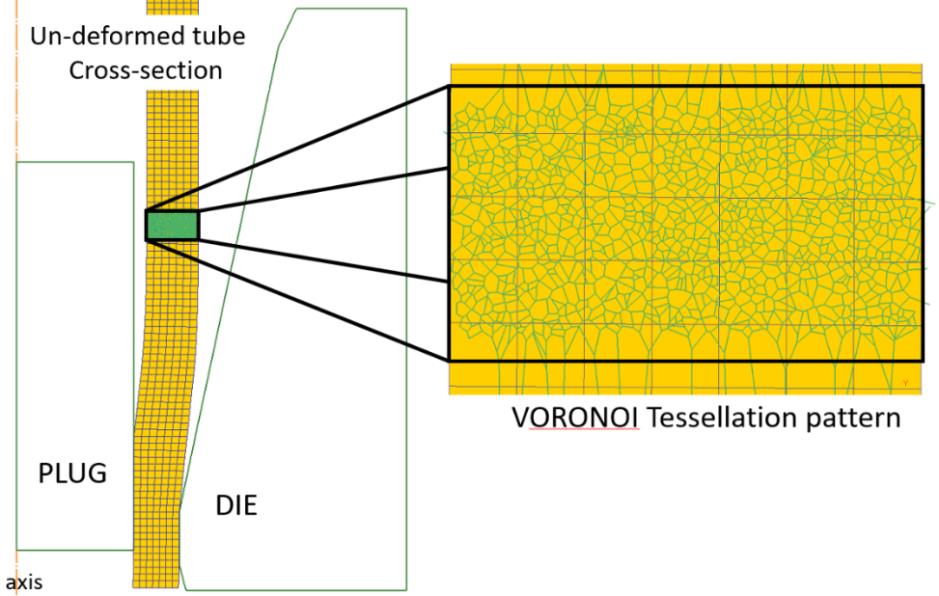 Un-deformed tube
Cross-section
Y
VORONOI Tessellation pattern
PLUG
DIE
axis